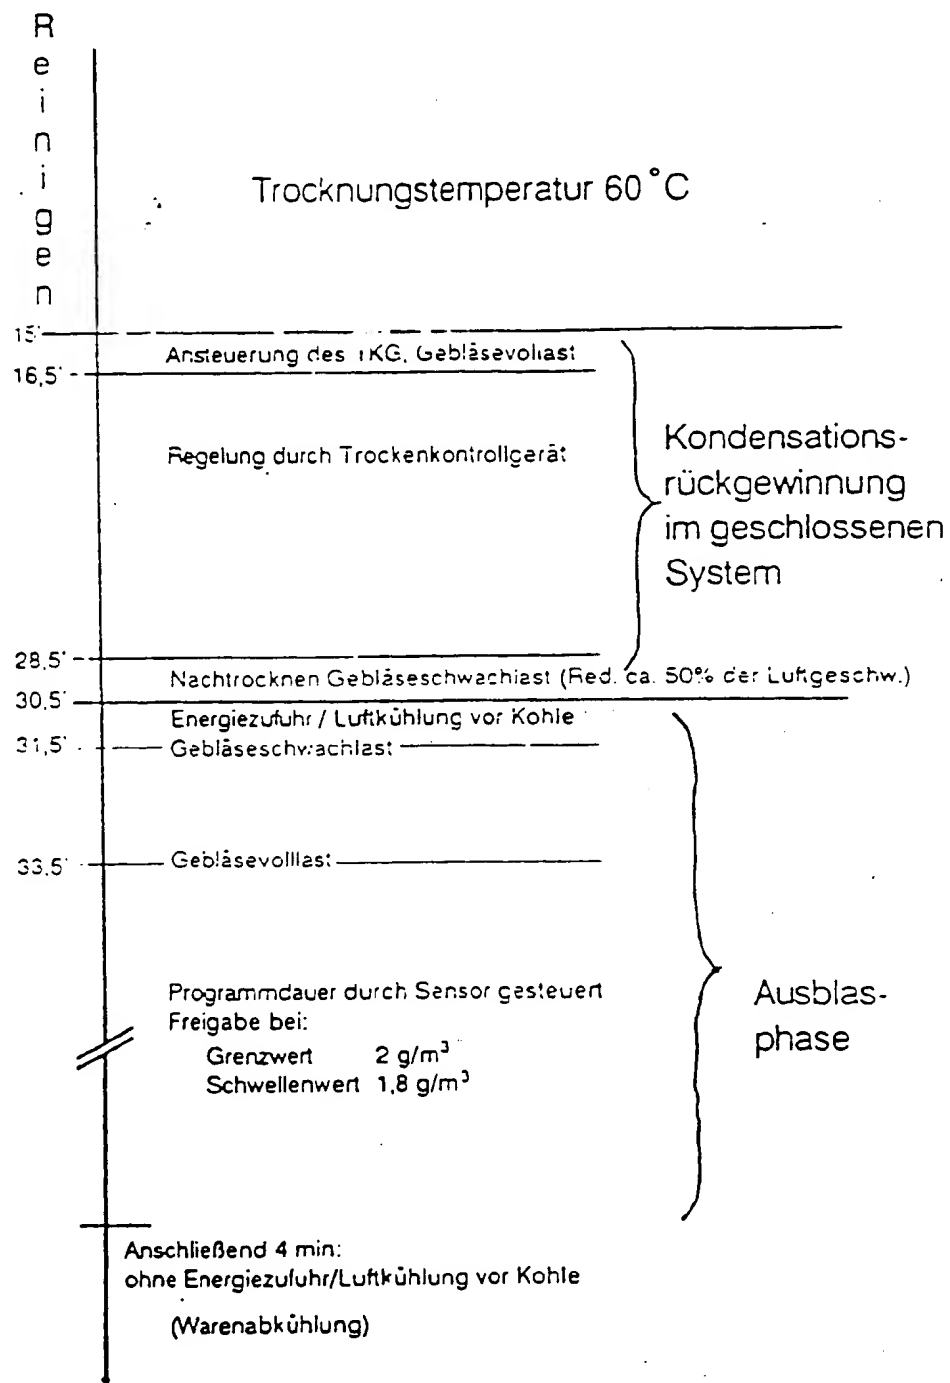 Reinigen
Trocknungstemperatur 60°C
15'
Ansteuerung des TKG, Gebläsevollast
16,5'
Regelung durch Trockenkontrollgerät
Kondensations-
rückgewinnung
im geschlossenen
System
28,5'
Nachtrocknen Gebläseschwachlast (Red. ca. 50% der Luftgeschw.)
30,5'
Energiezufuhr / Luftkühlung vor Kohle
31,5'
Gebläseschwachlast
33,5'
Gebläsevolllast
Programmdauer durch Sensor gesteuert
Freigabe bei:
Grenzwert 2 g/m³
Schwellenwert 1,8 g/m³
Ausblas-
phase
Anschließend 4 min:
ohne Energiezufuhr/Luftkühlung vor Kohle
(Warenabkühlung)